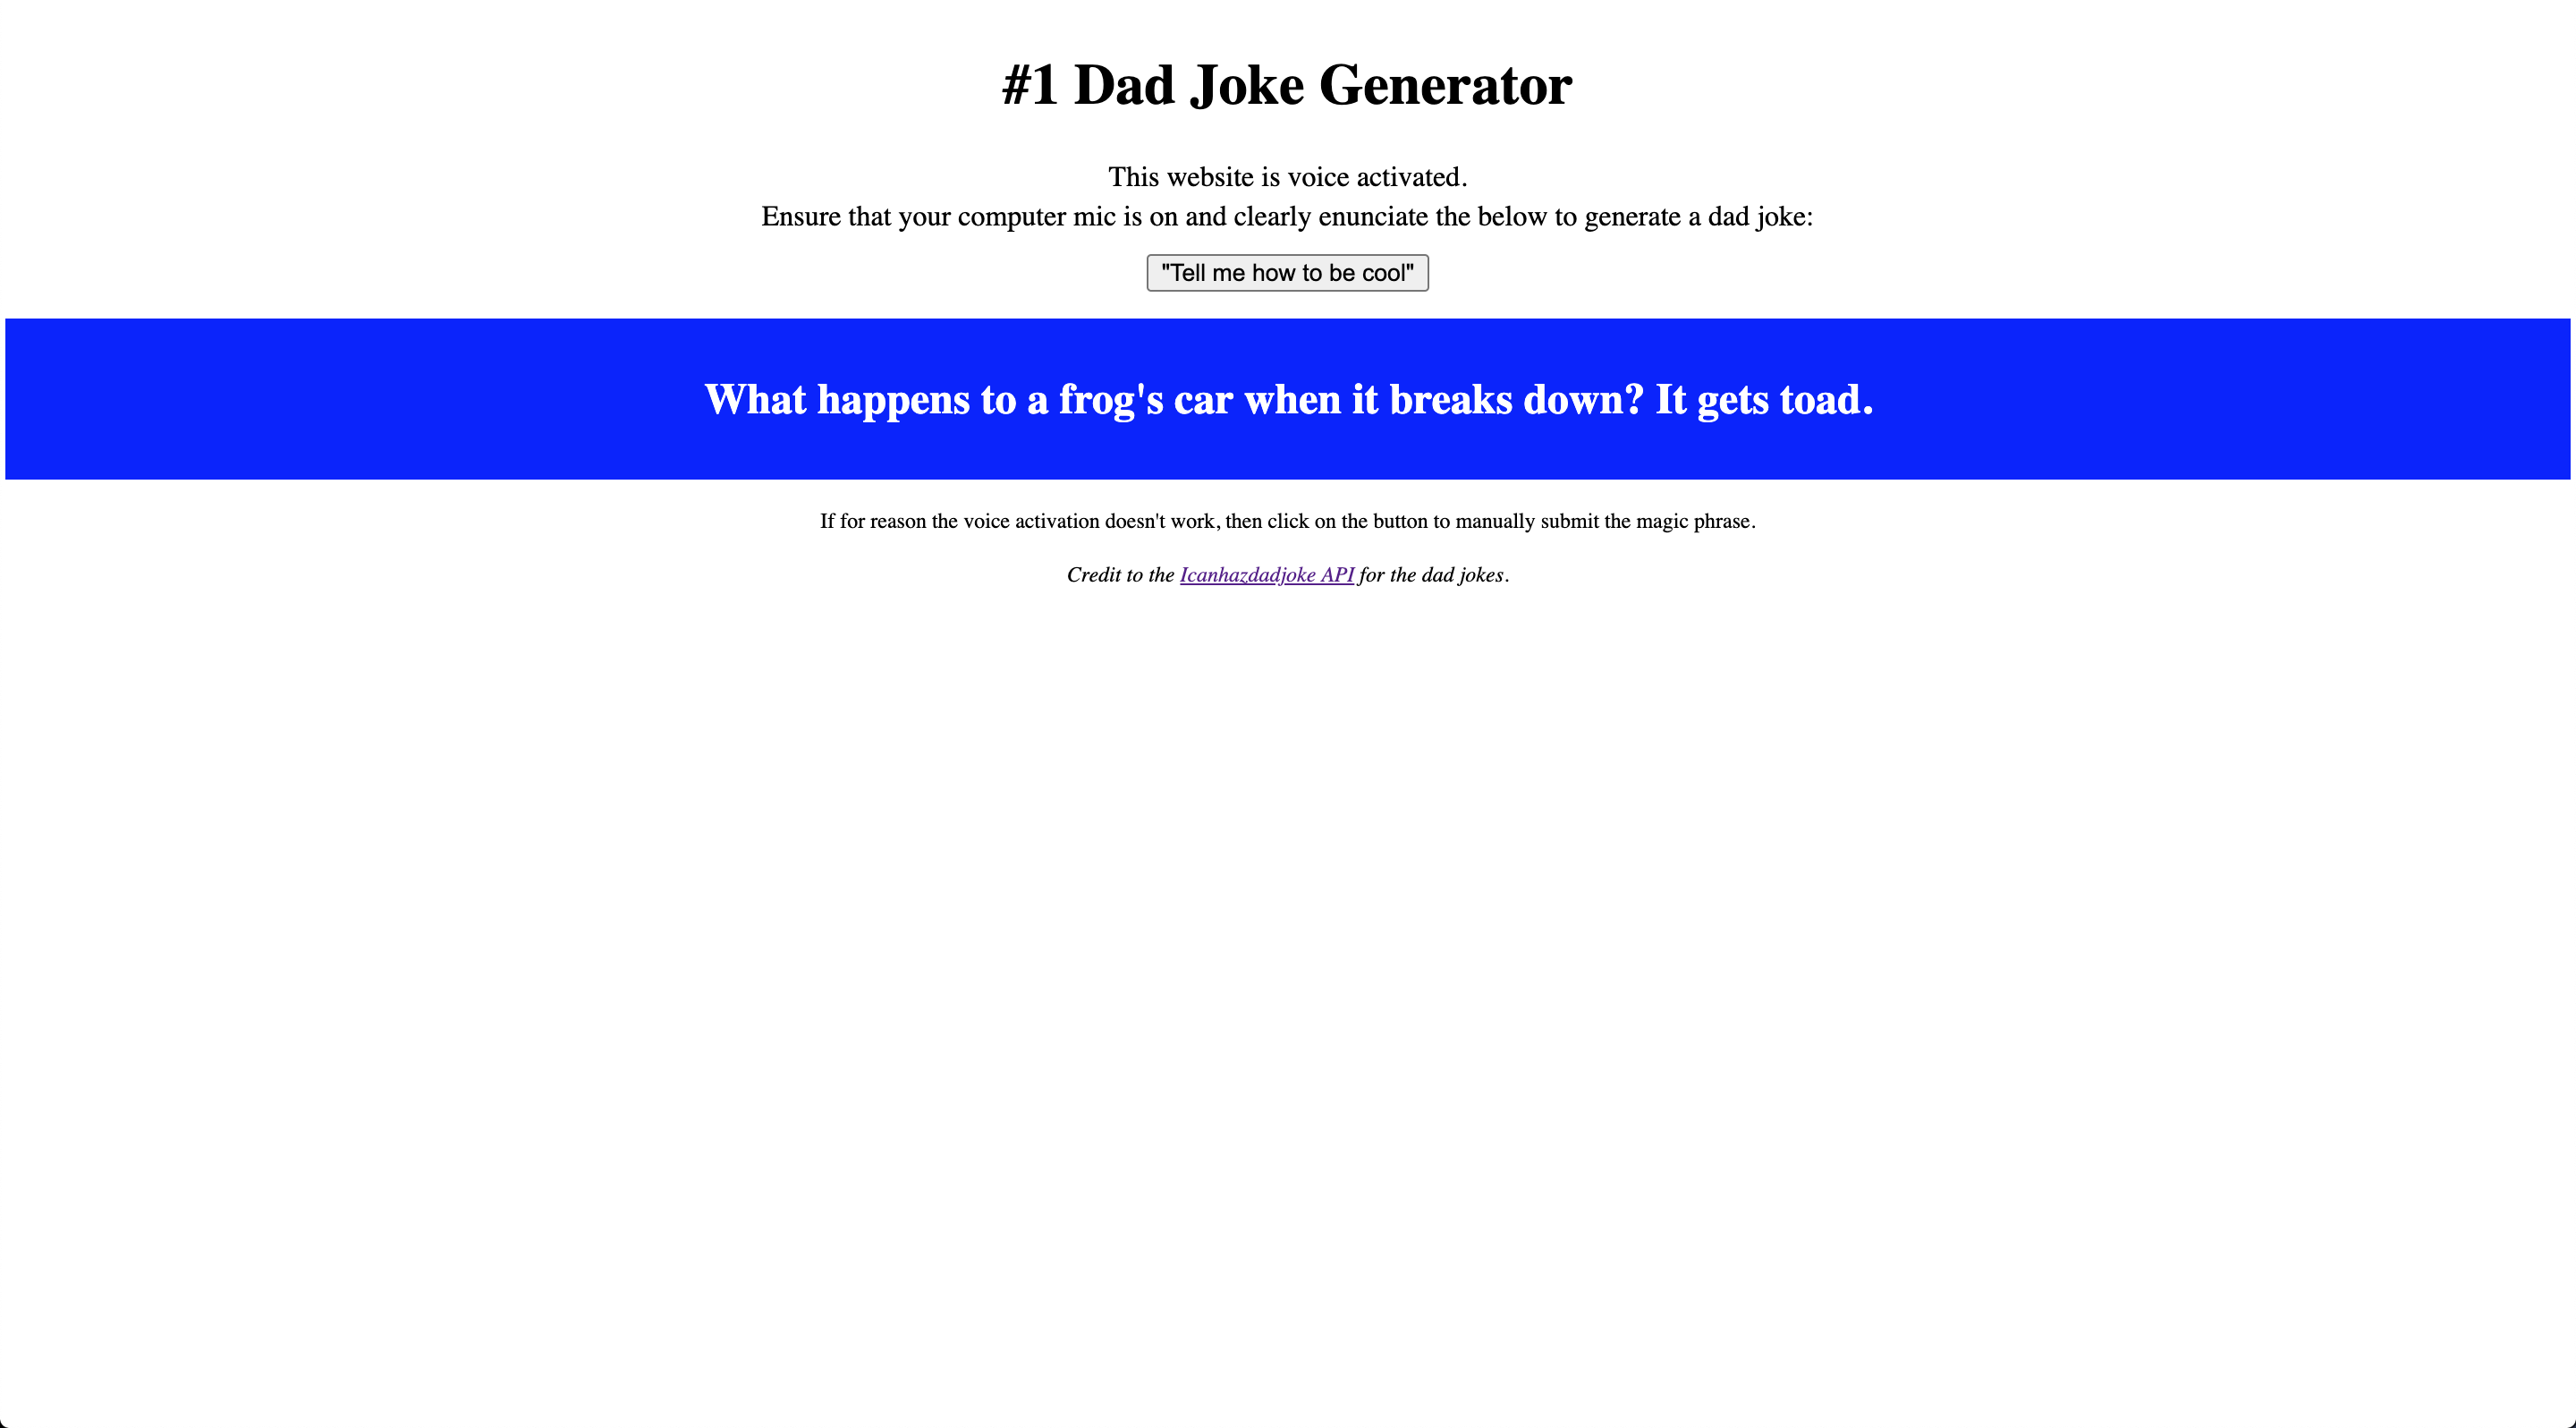 #1 Dad Joke Generator
This website is voice activated.
Ensure that your computer mic is on and clearly enunciate the below to generate a dad joke:
"Tell me how to be cool"
What happens to a frog's car when it breaks down? It gets toad.
If for reason the voice activation doesn't work, then click on the button to manually submit the magic phrase.
Credit to the Icanhazdadjoke API for the dad jokes.